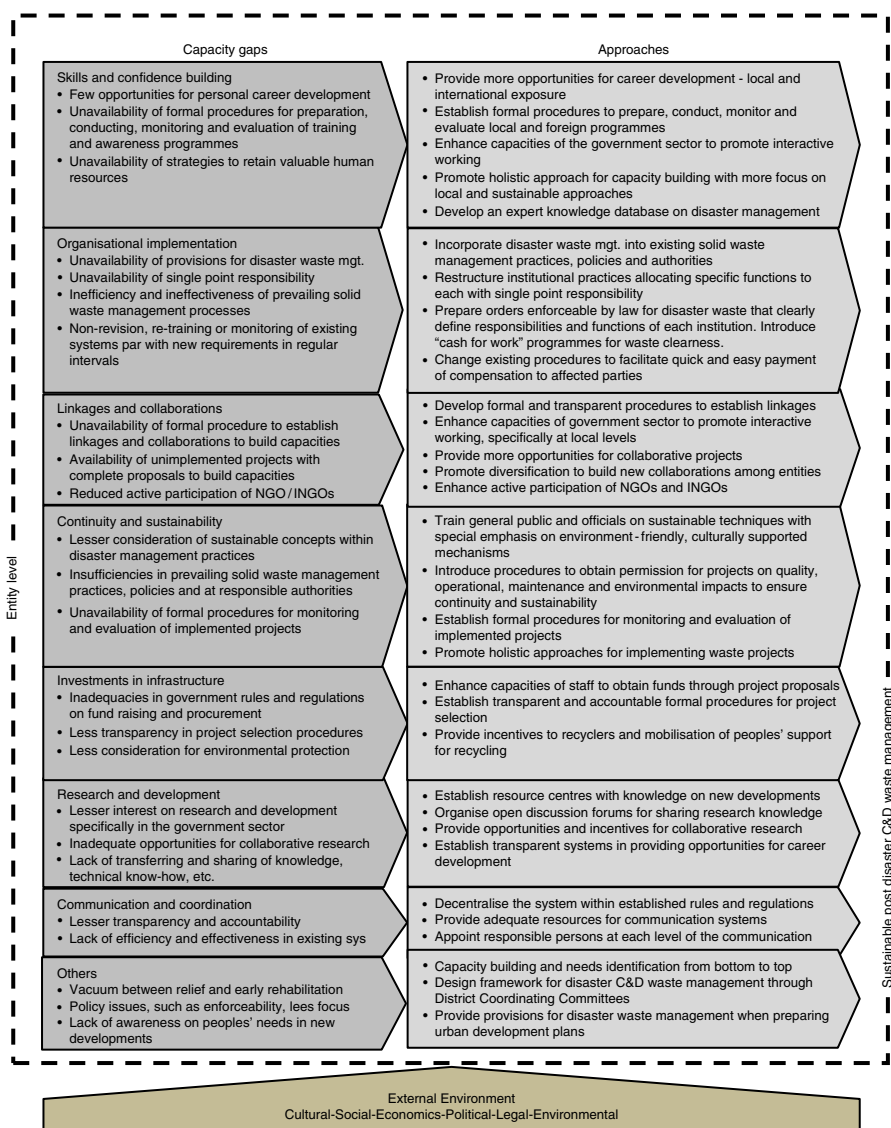 Capacity gaps
Approaches
Skills and confidence building
• Few opportunities for personal career development
• Unavailability of formal procedures for preparation,
conducting, monitoring and evaluation of training
and awareness programmes
• Unavailability of strategies to retain valuable human
resources
• Provide more opportunities for career development - local and
international exposure
• Establish formal procedures to prepare, conduct, monitor and
evaluate local and foreign programmes
• Enhance capacities of the government sector to promote interactive
working
• Promote holistic approach for capacity building with more focus on
local and sustainable approaches
• Develop an expert knowledge database on disaster management
Organisational implementation
• Unavailability of provisions for disaster waste mgt.
• Unavailability of single point responsibility
• Inefficiency and ineffectiveness of prevailing solid
waste management processes
• Non-revision, re-training or monitoring of existing
systems par with new requirements in regular
intervals
• Incorporate disaster waste mgt. into existing solid waste
management practices, policies and authorities
• Restructure institutional practices allocating specific functions to
each with single point responsibility
• Prepare orders enforceable by law for disaster waste that clearly
define responsibilities and functions of each institution. Introduce
“cash for work” programmes for waste clearness.
• Change existing procedures to facilitate quick and easy payment
of compensation to affected parties
Linkages and collaborations
• Unavailability of formal procedure to establish
linkages and collaborations to build capacities
• Availability of unimplemented projects with
complete proposals to build capacities
• Reduced active participation of NGO/INGOs
• Develop formal and transparent procedures to establish linkages
• Enhance capacities of government sector to promote interactive
working, specifically at local levels
• Provide more opportunities for collaborative projects
• Promote diversification to build new collaborations among entities
• Enhance active participation of NGOs and INGOs
Continuity and sustainability
• Lesser consideration of sustainable concepts within
disaster management practices
• Insufficiencies in prevailing solid waste management
practices, policies and at responsible authorities
• Unavailability of formal procedures for monitoring
and evaluation of implemented projects
• Train general public and officials on sustainable techniques with
special emphasis on environment-friendly, culturally supported
mechanisms
• Introduce procedures to obtain permission for projects on quality,
operational, maintenance and environmental impacts to ensure
continuity and sustainability
• Establish formal procedures for monitoring and evaluation of
implemented projects
• Promote holistic approaches for implementing waste projects
Investments in infrastructure
• Inadequacies in government rules and regulations
on fund raising and procurement
• Less transparency in project selection procedures
• Less consideration for environmental protection
• Enhance capacities of staff to obtain funds through project proposals
• Establish transparent and accountable formal procedures for project
selection
• Provide incentives to recyclers and mobilisation of peoples’ support
for recycling
Research and development
• Lesser interest on research and development
specifically in the government sector
• Inadequate opportunities for collaborative research
• Lack of transferring and sharing of knowledge,
technical know-how, etc.
• Establish resource centres with knowledge on new developments
• Organise open discussion forums for sharing research knowledge
• Provide opportunities and incentives for collaborative research
• Establish transparent systems in providing opportunities for career
development
Communication and coordination
• Lesser transparency and accountability
• Lack of efficiency and effectiveness in existing sys
• Decentralise the system within established rules and regulations
• Provide adequate resources for communication systems
• Appoint responsible persons at each level of the communication
Others
• Vacuum between relief and early rehabilitation
• Policy issues, such as enforceability, lees focus
• Lack of awareness on peoples’ needs in new
developments
• Capacity building and needs identification from bottom to top
• Design framework for disaster C&D waste management through
District Coordinating Committees
• Provide provisions for disaster waste management when preparing
urban development plans
Entity level
Sustainable post disaster C&D waste management
External Environment
Cultural-Social-Economics-Political-Legal-Environmental